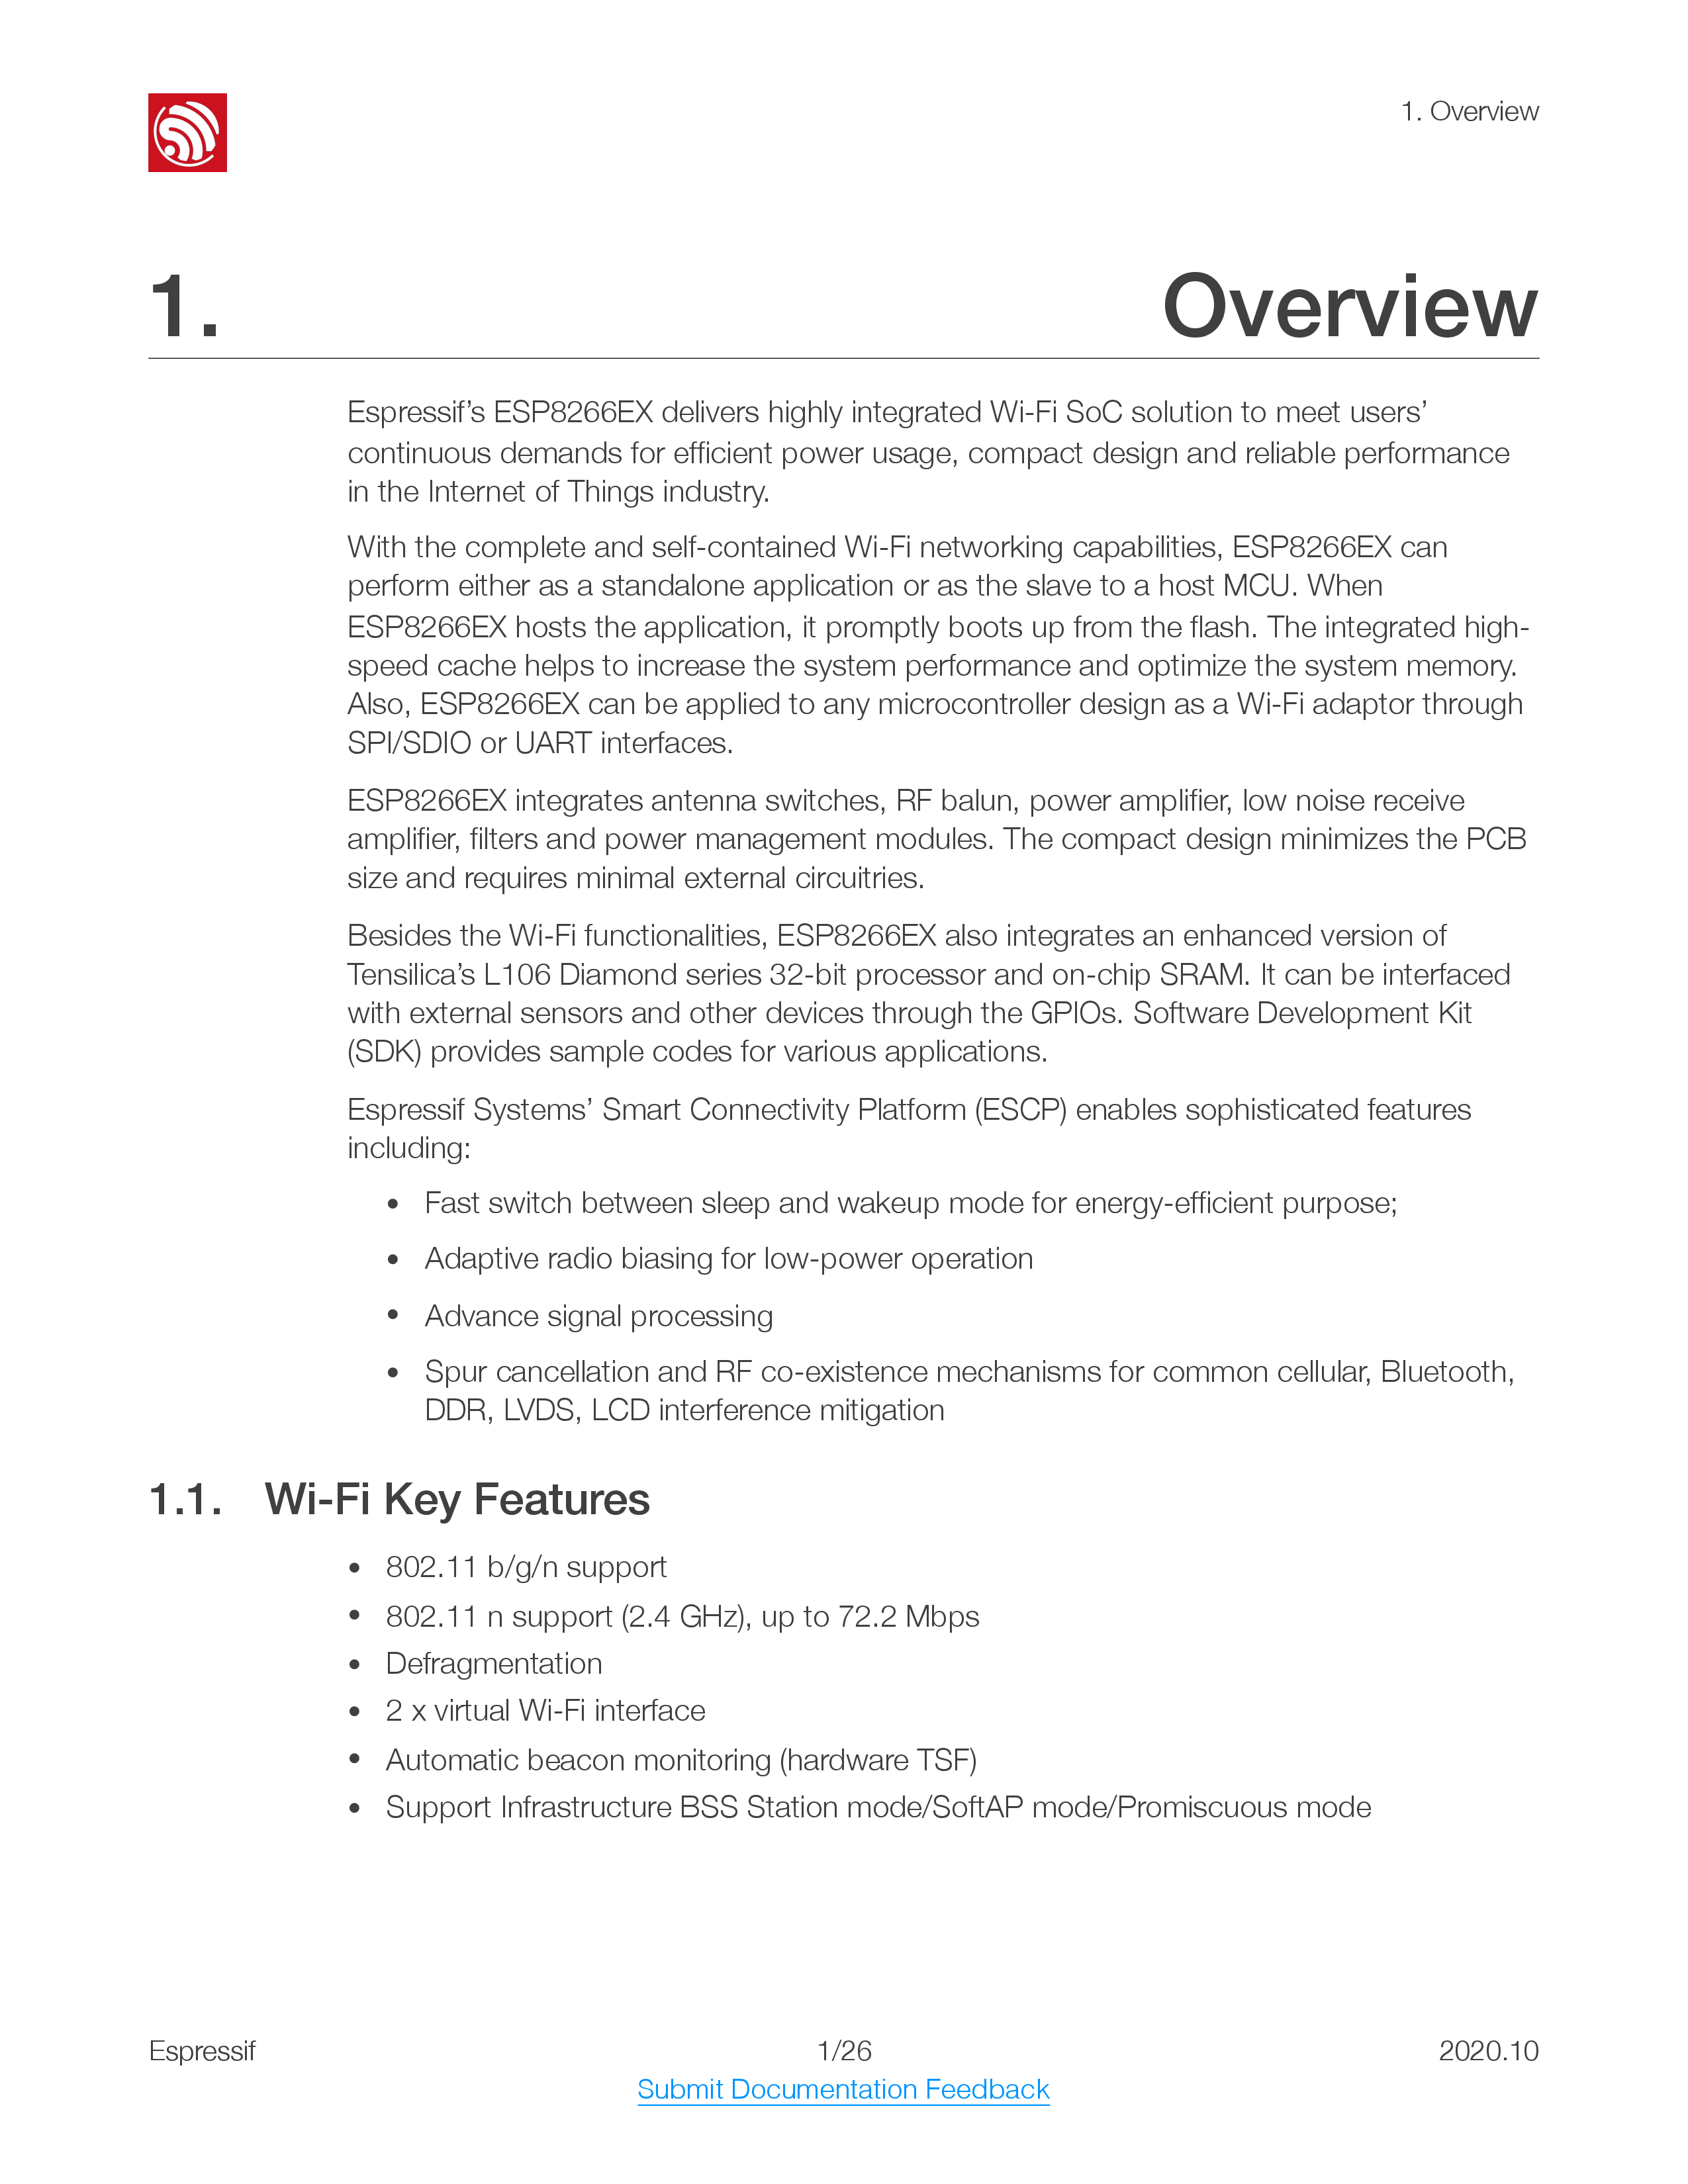 1. Overview
1. Overview
Espressif’s ESP8266EX delivers highly integrated Wi-Fi SoC solution to meet users’
continuous demands for efficient power usage, compact design and reliable performance
in the Internet of Things industry.
With the complete and self-contained Wi-Fi networking capabilities, ESP8266EX can
perform either as a standalone application or as the slave to a host MCU. When
ESP8266EX hosts the application, it promptly boots up from the flash. The integrated high-
speed cache helps to increase the system performance and optimize the system memory.
Also, ESP8266EX can be applied to any microcontroller design as a Wi-Fi adaptor through
SPI/SDIO or UART interfaces.
ESP8266EX integrates antenna switches, RF balun, power amplifier, low noise receive
amplifier, filters and power management modules. The compact design minimizes the PCB
size and requires minimal external circuitries.
Besides the Wi-Fi functionalities, ESP8266EX also integrates an enhanced version of
Tensilica’s L106 Diamond series 32-bit processor and on-chip SRAM. It can be interfaced
with external sensors and other devices through the GPIOs. Software Development Kit
(SDK) provides sample codes for various applications.
Espressif Systems’ Smart Connectivity Platform (ESCP) enables sophisticated features
including:
• Fast switch between sleep and wakeup mode for energy-efficient purpose;
• Adaptive radio biasing for low-power operation
• Advance signal processing
• Spur cancellation and RF co-existence mechanisms for common cellular, Bluetooth,
DDR, LVDS, LCD interference mitigation
1.1. Wi-Fi Key Features
• 802.11 b/g/n support
• 802.11 n support (2.4 GHz), up to 72.2 Mbps
• Defragmentation
• 2 x virtual Wi-Fi interface
• Automatic beacon monitoring (hardware TSF)
• Support Infrastructure BSS Station mode/SoftAP mode/Promiscuous mode
Espressif 1/26 2020.10
Submit Documentation Feedback